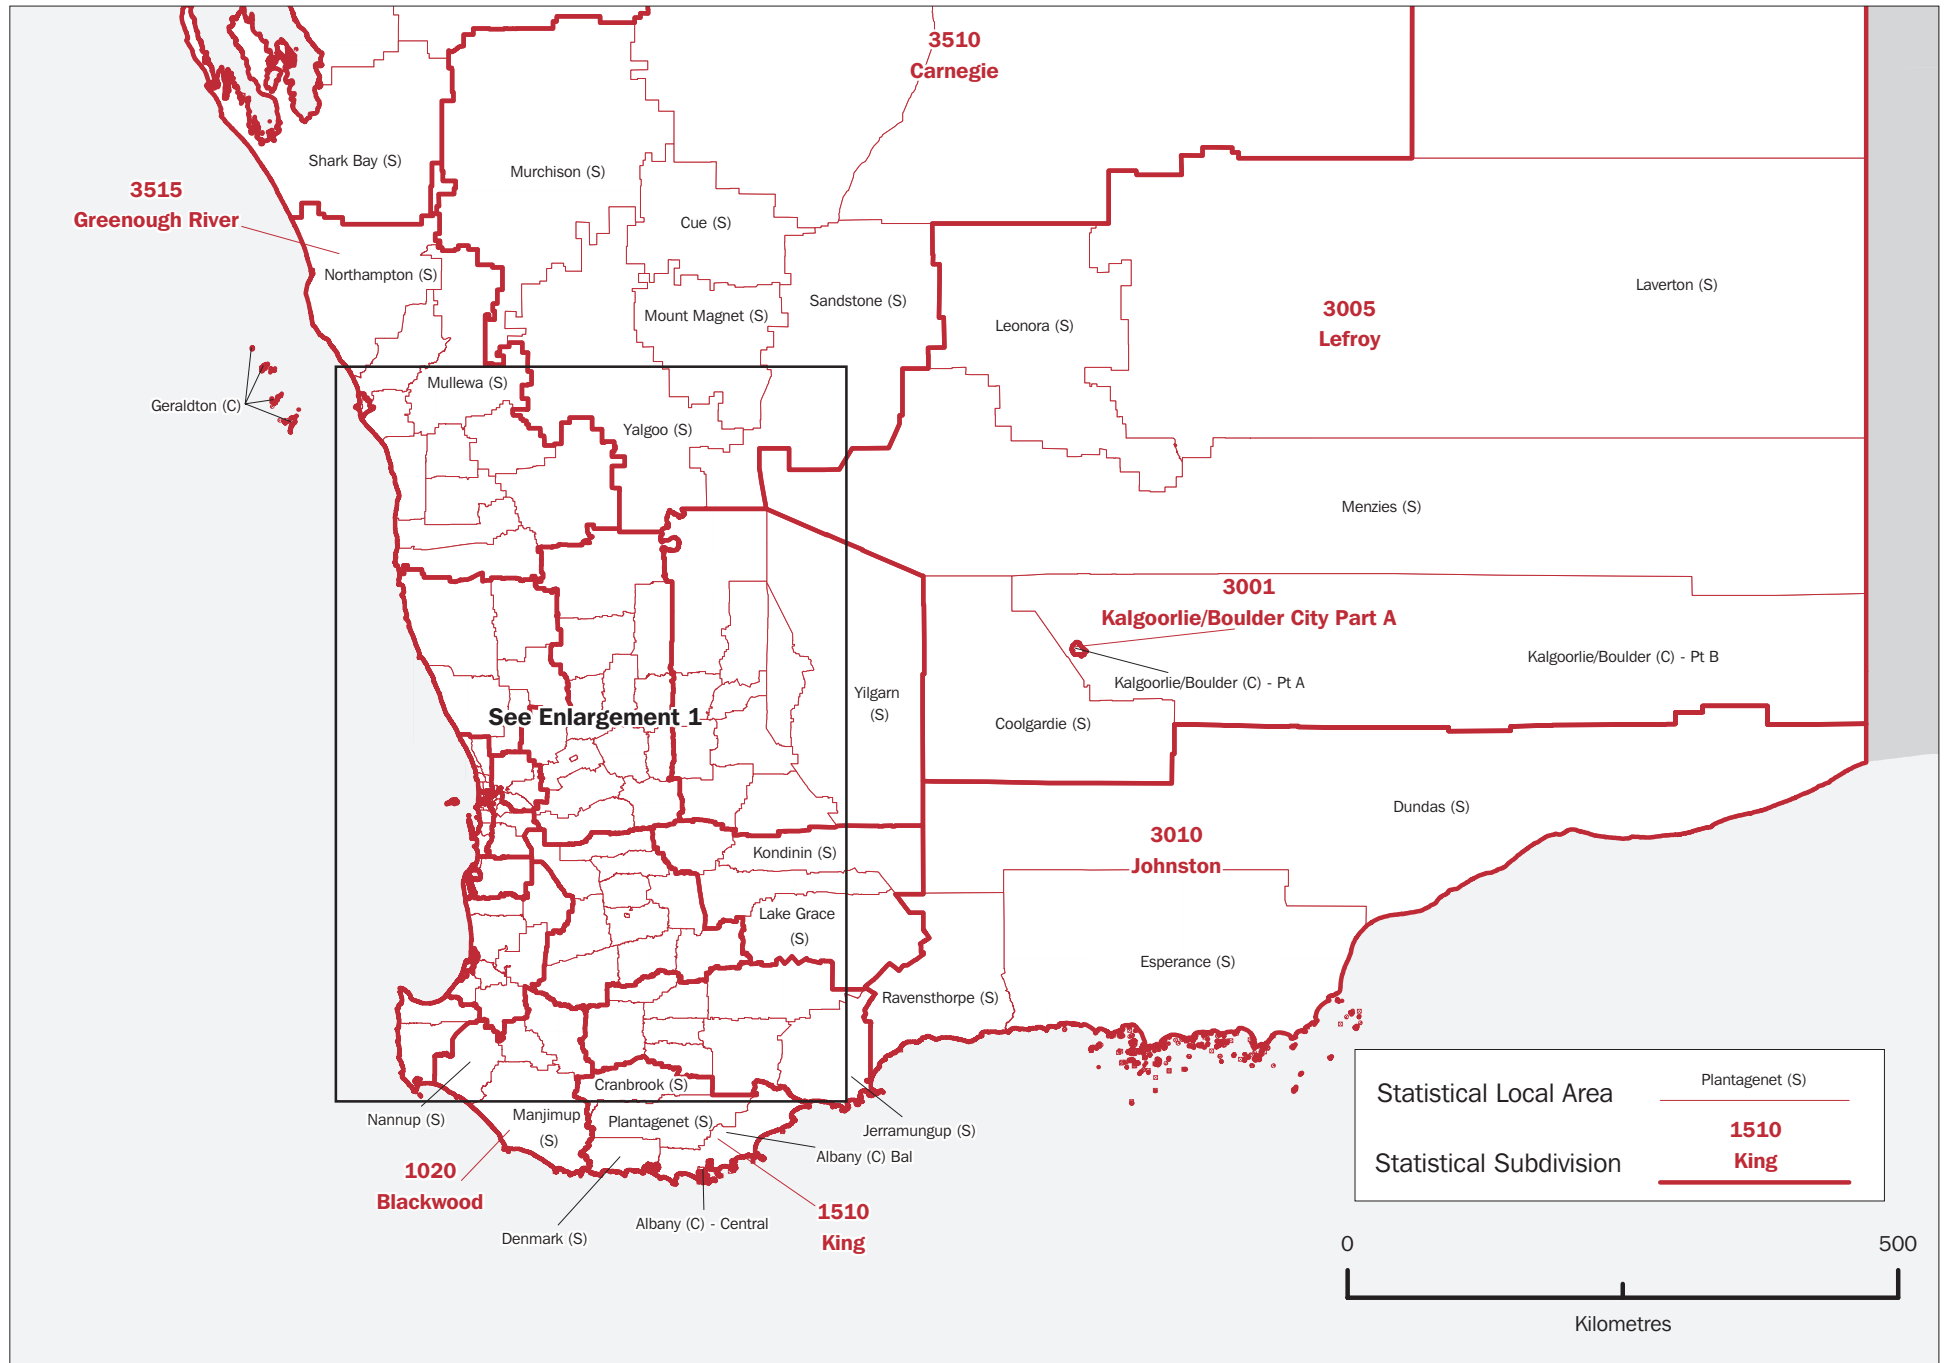 3510
Carnegie
Shark Bay (S)
Murchison (S)
3515
Greenough River
Cue (S)
Northampton (S)
Laverton (S)
Sandstone (S)
3005
Lefroy
Mount Magnet (S)
Leonora (S)
Mullewa (S)
Geraldton (C)
Yalgoo (S)
Menzies (S)
3001
Kalgoorlie/Boulder City Part A
Kalgoorlie/Boulder (C) - Pt B
Kalgoorlie/Boulder (C) - Pt A
Yilgarn
(S)
See Enlargement 1
Coolgardie (S)
Dundas (S)
3010
Johnston
Kondinin (S)
Lake Grace
(S)
Esperance (S)
Ravensthorpe (S)
Cranbrook (S)
Nannup (S)
Manjimup
(S)
Plantagenet (S)
Jerramungup (S)
Albany (C) Bal
1020
Blackwood
1510
King
Albany (C) - Central
Denmark (S)
Statistical Local Area
Plantagenet (S)
Statistical Subdivision
1510
King
0
500
Kilometres